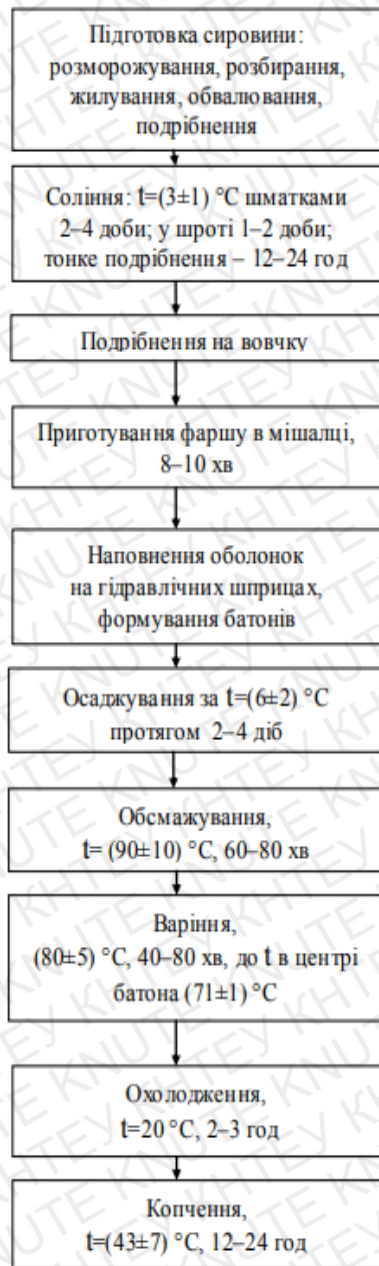 Підготовка сировини:
розморожування, розбирання,
жилування, обвалювання,
подрібнення
Соління: t=(3±1) °С шматками
2–4 доби; у шроті 1–2 доби;
тонке подрібнення – 12–24 год
Подрібнення на вовчку
Приготування фаршу в мішалці,
8–10 хв
Наповнення оболонок
на гідравлічних шприцах,
формування батонів
Осаджування за t=(6±2) °С
протягом 2–4 діб
Обсмажування,
t= (90±10) °С, 60–80 хв
Варіння,
(80±5) °С, 40–80 хв, до t в центрі
батона (71±1) °С
Охолодження,
t=20 °С, 2–3 год
Копчення,
t=(43±7) °С, 12–24 год